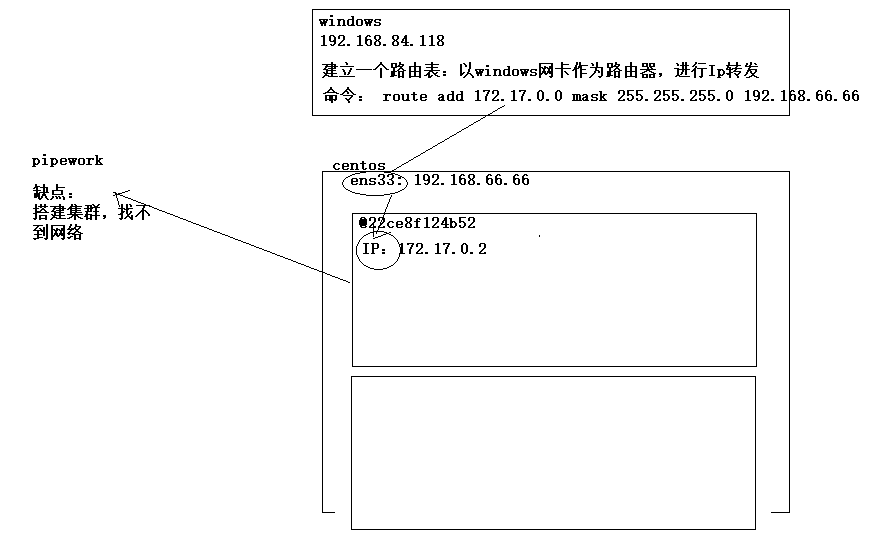 windows
192.168.84.118
建立一个路由表：以windows网卡作为路由器，进行Ip转发
命令： route add 172.17.0.0 mask 255.255.255.0 192.168.66.66
pipework
缺点：
搭建集群，找不
到网络
centos
ens33: 192.168.66.66
@22ce8f124b52
IP: 172.17.0.2